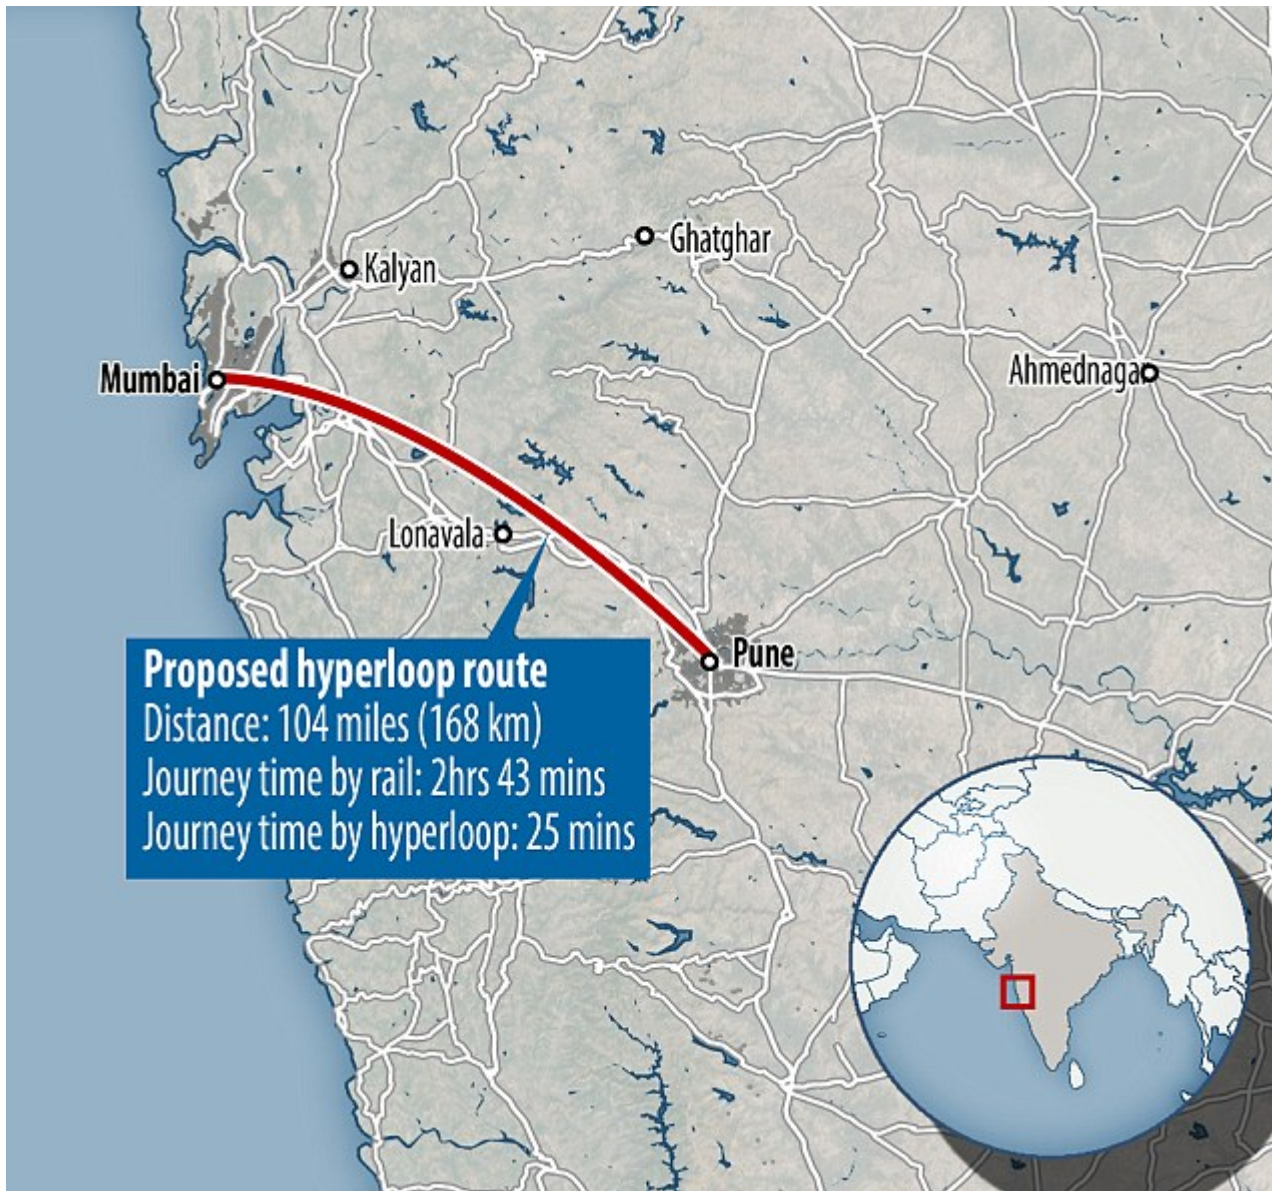 Ghatghar
Kalyan
Mumbai
Ahmednaga
Lonavala
Pune
Proposed hyperloop route
Distance: 104 miles (168 km)
Journey time by rail: 2hrs 43 mins
Journey time by hyperloop: 25 mins